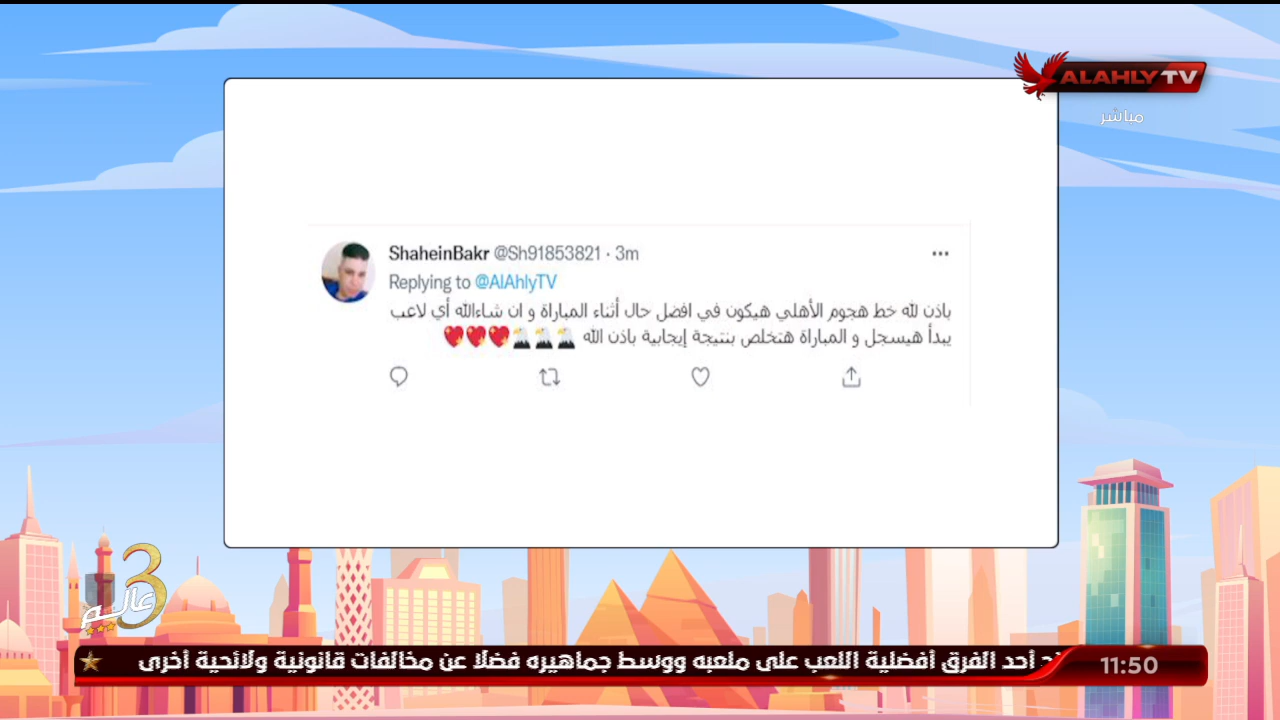 ALAHLY TV
مباشر
ShaheinBakr @Sh91853821 · 3m
Replying to @AlAhlyTV
باذن لله خط هجوم الأهلي هيكون في افضل حال أثناء المباراة و ان شاءالله أي لاعب
يبدأ هيسجل و المباراة هتخلص بنتيجة إيجابية باذن الله 🏔🏔🏔💖💖💖
3
عالـم
أحد الفرق أفضلية اللعب على ملعبه ووسط جماهيره فضلا عن مخالفات قانونية ولائحية أخرى
11:50